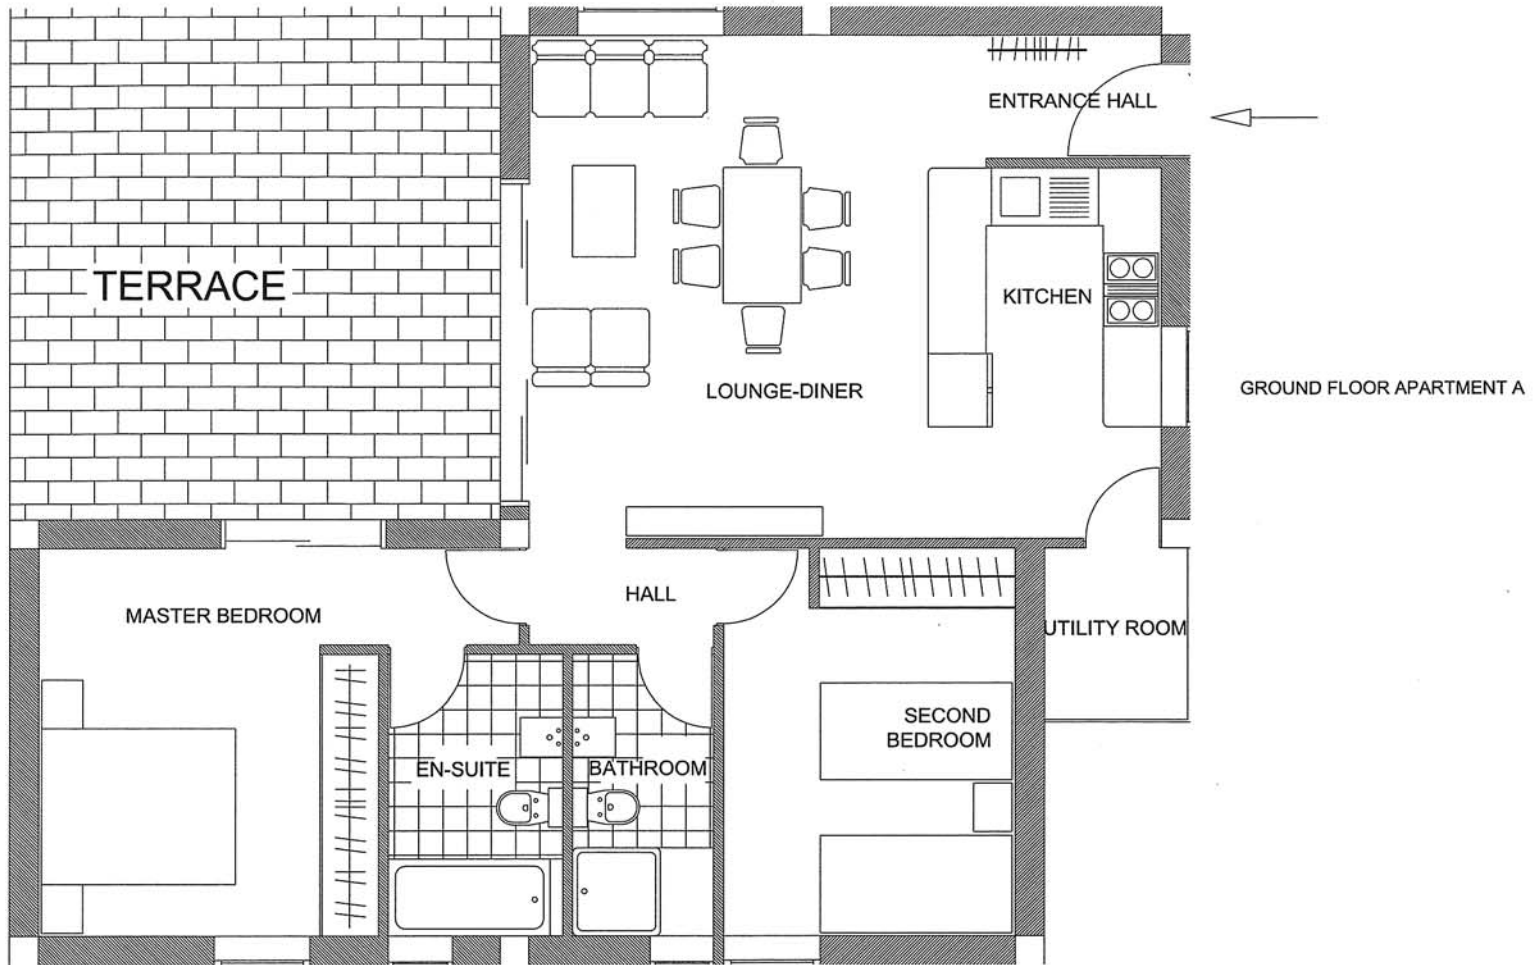 ENTRANCE HALL
TERRACE
KITCHEN
LOUNGE-DINER
GROUND FLOOR APARTMENT A
HALL
MASTER BEDROOM
UTILITY ROOM
SECOND
BEDROOM
EN-SUITE
BATHROOM